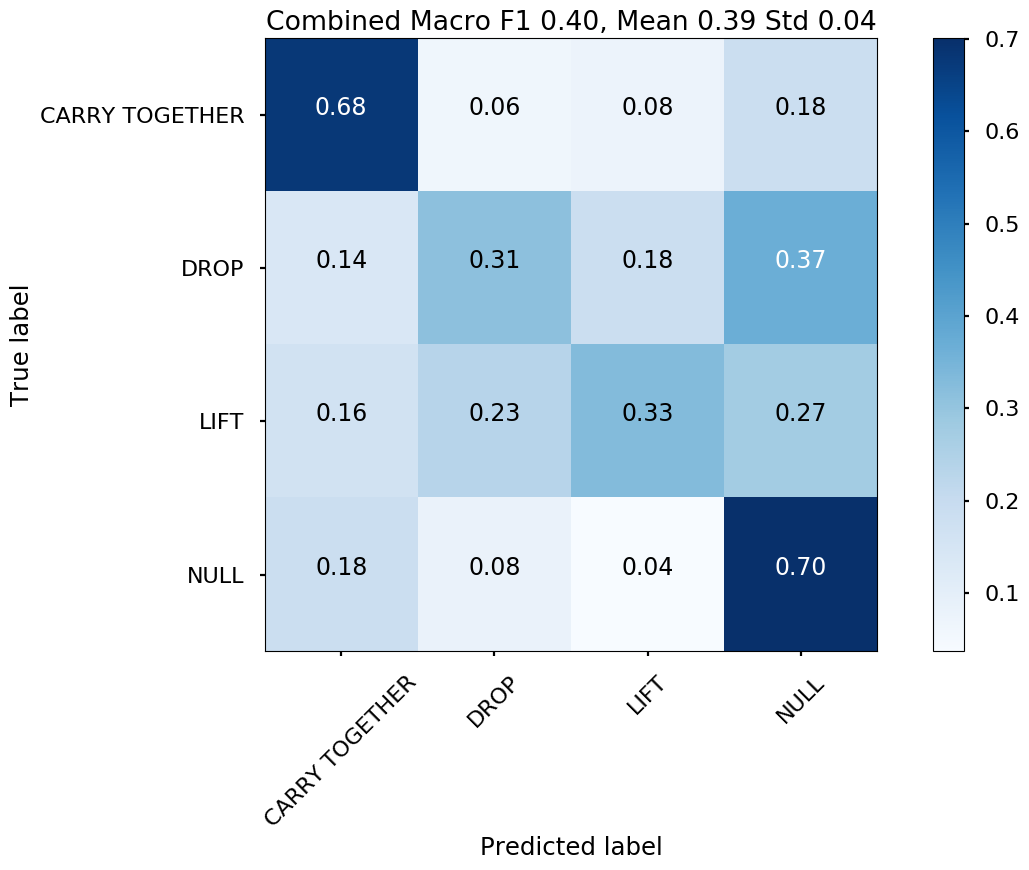 Combined Macro F1 0.40, Mean 0.39 Std 0.04
CARRY TOGETHER 0.68 0.06 0.08 0.18
DROP 0.14 0.31 0.18 0.37
LIFT 0.16 0.23 0.33 0.27
NULL 0.18 0.08 0.04 0.70
True label
CARRY TOGETHER DROP LIFT NULL
Predicted label
0.7
0.6
0.5
0.4
0.3
0.2
0.1